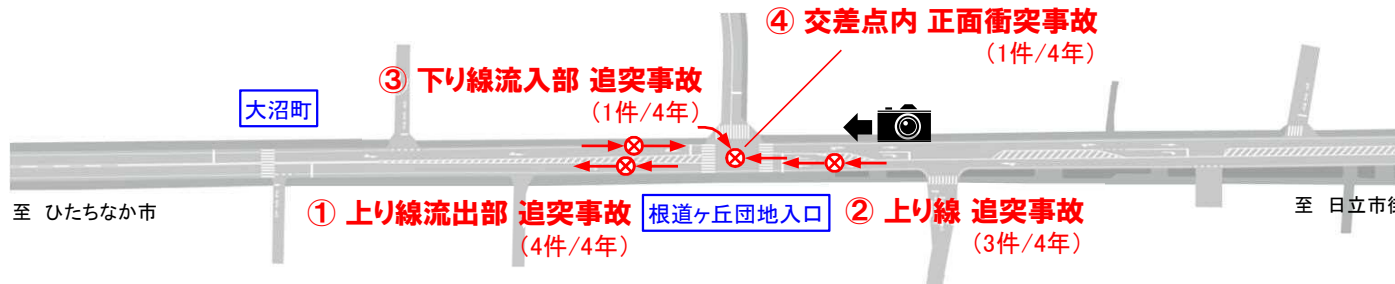 ④ 交差点内 正面衝突事故
(1件/4年)
③ 下り線流入部 追突事故
(1件/4年)
大沼町
至 ひたちなか市
① 上り線流出部 追突事故
(4件/4年)
根道ヶ丘団地入口
② 上り線 追突事故
(3件/4年)
至 日立市街